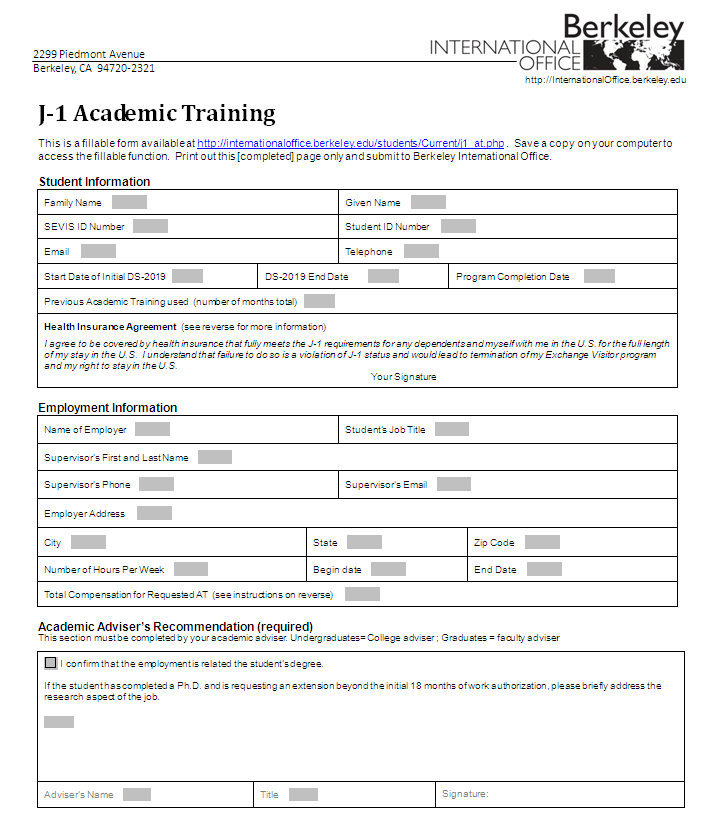 2299 Piedmont Avenue
Berkeley, CA 94720-2321
Berkeley
INTERNATIONAL
OFFICE
http://InternationalOffice.berkeley.edu
J-1 Academic Training
This is a fillable form available at http://internationaloffice.berkeley.edu/students/Current/j1_at.php . Save a copy on your computer to
access the fillable function. Print out this [completed] page only and submit to Berkeley International Office.
Student Information
Family Name Given Name
SEVIS ID Number Student ID Number
Email Telephone
Start Date of Initial DS-2019 DS-2019 End Date Program Completion Date
Previous Academic Training used (number of months total)
Health Insurance Agreement (see reverse for more information)
I agree to be covered by health insurance that fully meets the J-1 requirements for any dependents and myself with me in the U.S. for the full length
of my stay in the U.S. I understand that failure to do so is a violation of J-1 status and would lead to termination of my Exchange Visitor program
and my right to stay in the U.S.
Your Signature
Employment Information
Name of Employer Student's Job Title
Supervisor's First and Last Name
Supervisor's Phone Supervisor's Email
Employer Address
City State Zip Code
Number of Hours Per Week Begin date End Date
Total Compensation for Requested AT (see instructions on reverse)
Academic Adviser's Recommendation (required)
This section must be completed by your academic adviser. Undergraduates= College adviser ; Graduates = faculty adviser
I confirm that the employment is related the student's degree.
If the student has completed a Ph.D. and is requesting an extension beyond the initial 18 months of work authorization, please briefly address the
research aspect of the job.
Adviser's Name Title Signature: